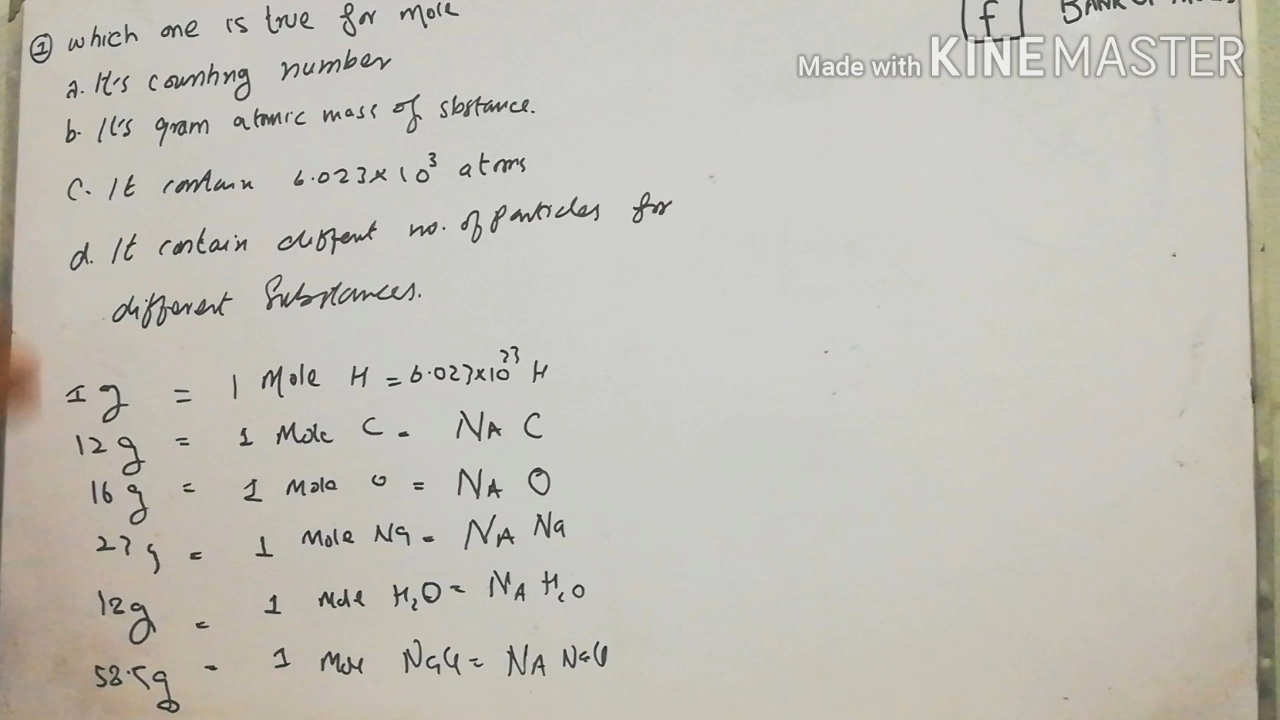 ① which one is true for mole
a. It's counting number
b. It's gram atomic mass of sbstance.
c. It contain 6.023×10³ atoms
d. It contain diffent no. of particles for
different Substances.
1g = 1 Mole H = 6.023×10²³ H
12g = 1 Mole C = NA C
16g = 1 Mole O = NA O
23g = 1 Mole Na = NA Na
18g = 1 Mole H₂O = NA H₂O
58.5g = 1 Mole NaCl = NA NaCl
f
Made with KINEMASTER